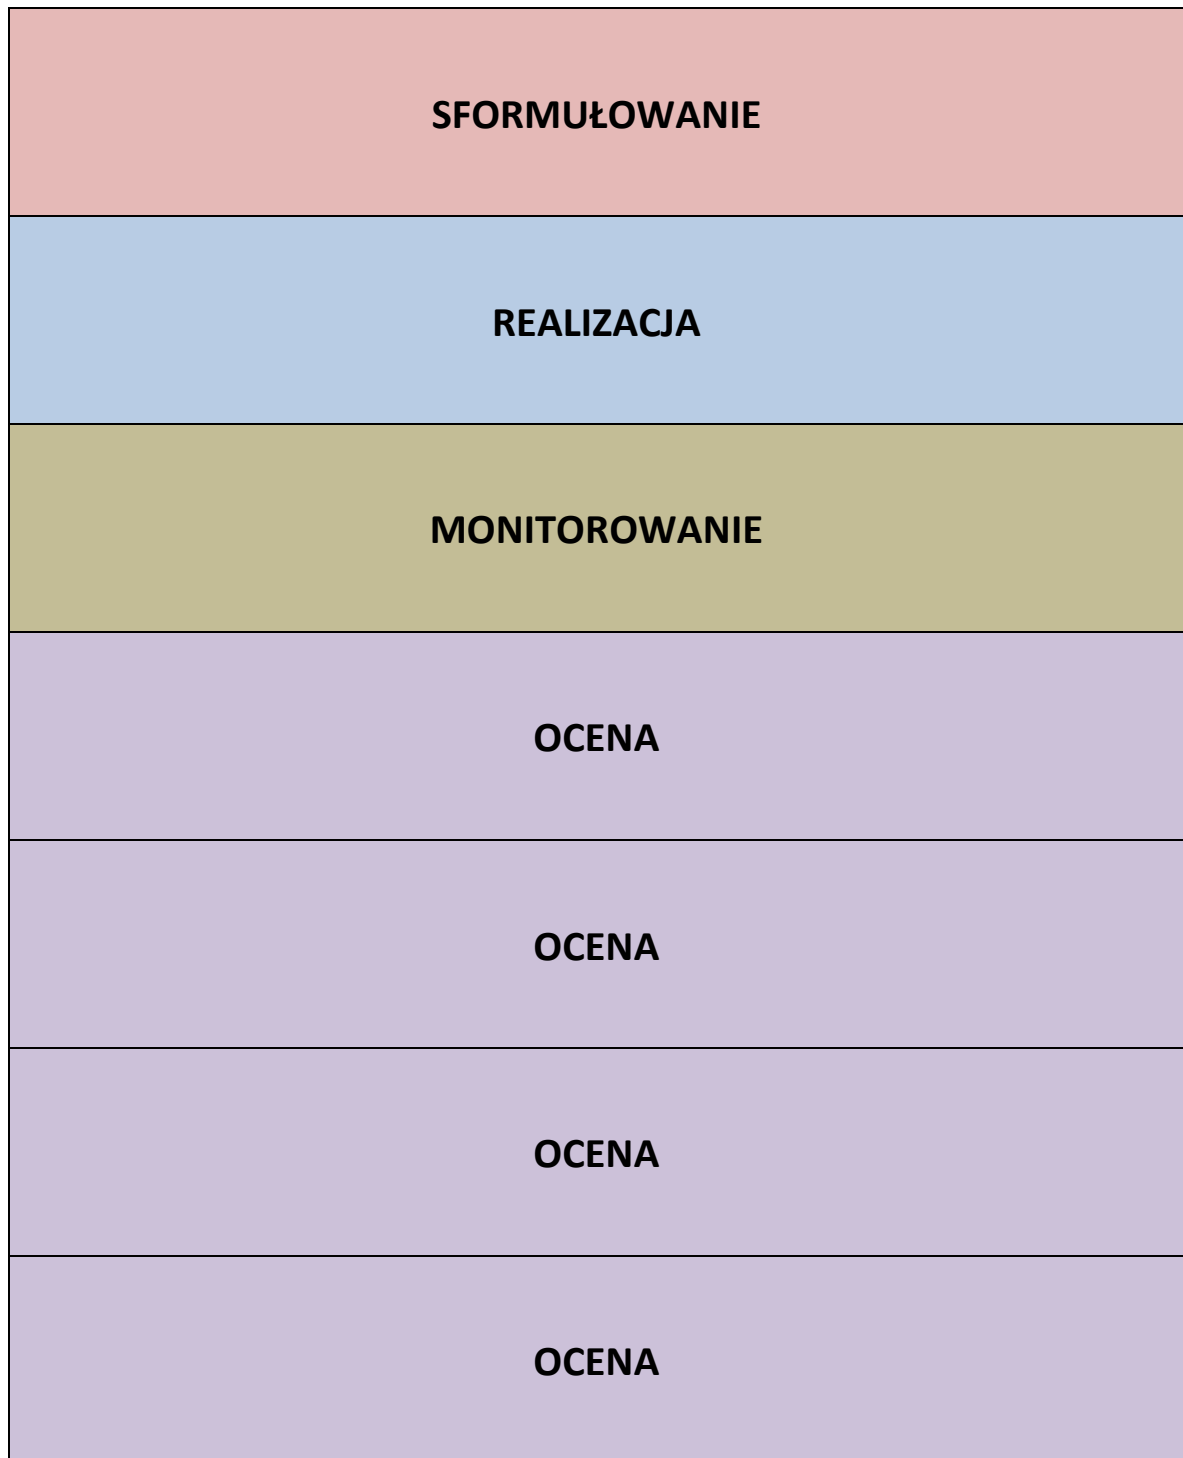 SFORMUŁOWANIE
REALIZACJA
MONITOROWANIE
OCENA
OCENA
OCENA
OCENA